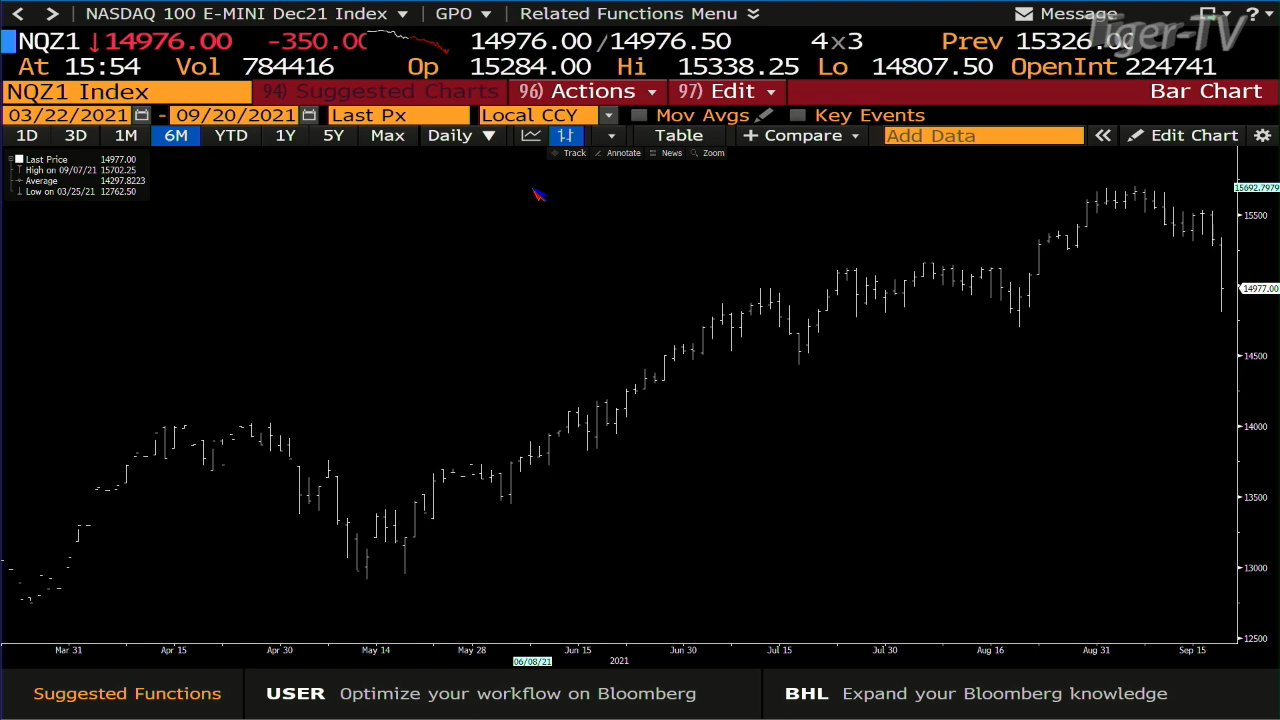 NASDAQ 100 E-MINI Dec21 Index GPO Related Functions Menu Message ?
Tiger-TV
NQZ1 ↓14976.00 -350.00 14976.00/14976.50 4x3 Prev 15326.00
At 15:54 Vol 784416 Op 15284.00 Hi 15338.25 Lo 14807.50 OpenInt 224741
NQZ1 Index 94) Suggested Charts 96) Actions 97) Edit Bar Chart
03/22/2021 - 09/20/2021 Last Px Local CCY Mov Avgs Key Events
1D 3D 1M 6M YTD 1Y 5Y Max Daily ▼ Table + Compare Add Data « Edit Chart
Track Annotate News Zoom
Last Price 14977.00
High on 09/07/21 15702.25
Average 14297.8223
Low on 03/25/21 12762.50
15692.7979
15500
14977.00
14500
14000
13500
13000
12500
Mar 31 Apr 15 Apr 30 May 14 May 28 Jun 15 Jun 30 Jul 15 Jul 30 Aug 16 Aug 31 Sep 15
06/08/21 2021
Suggested Functions USER Optimize your workflow on Bloomberg BHL Expand your Bloomberg knowledge